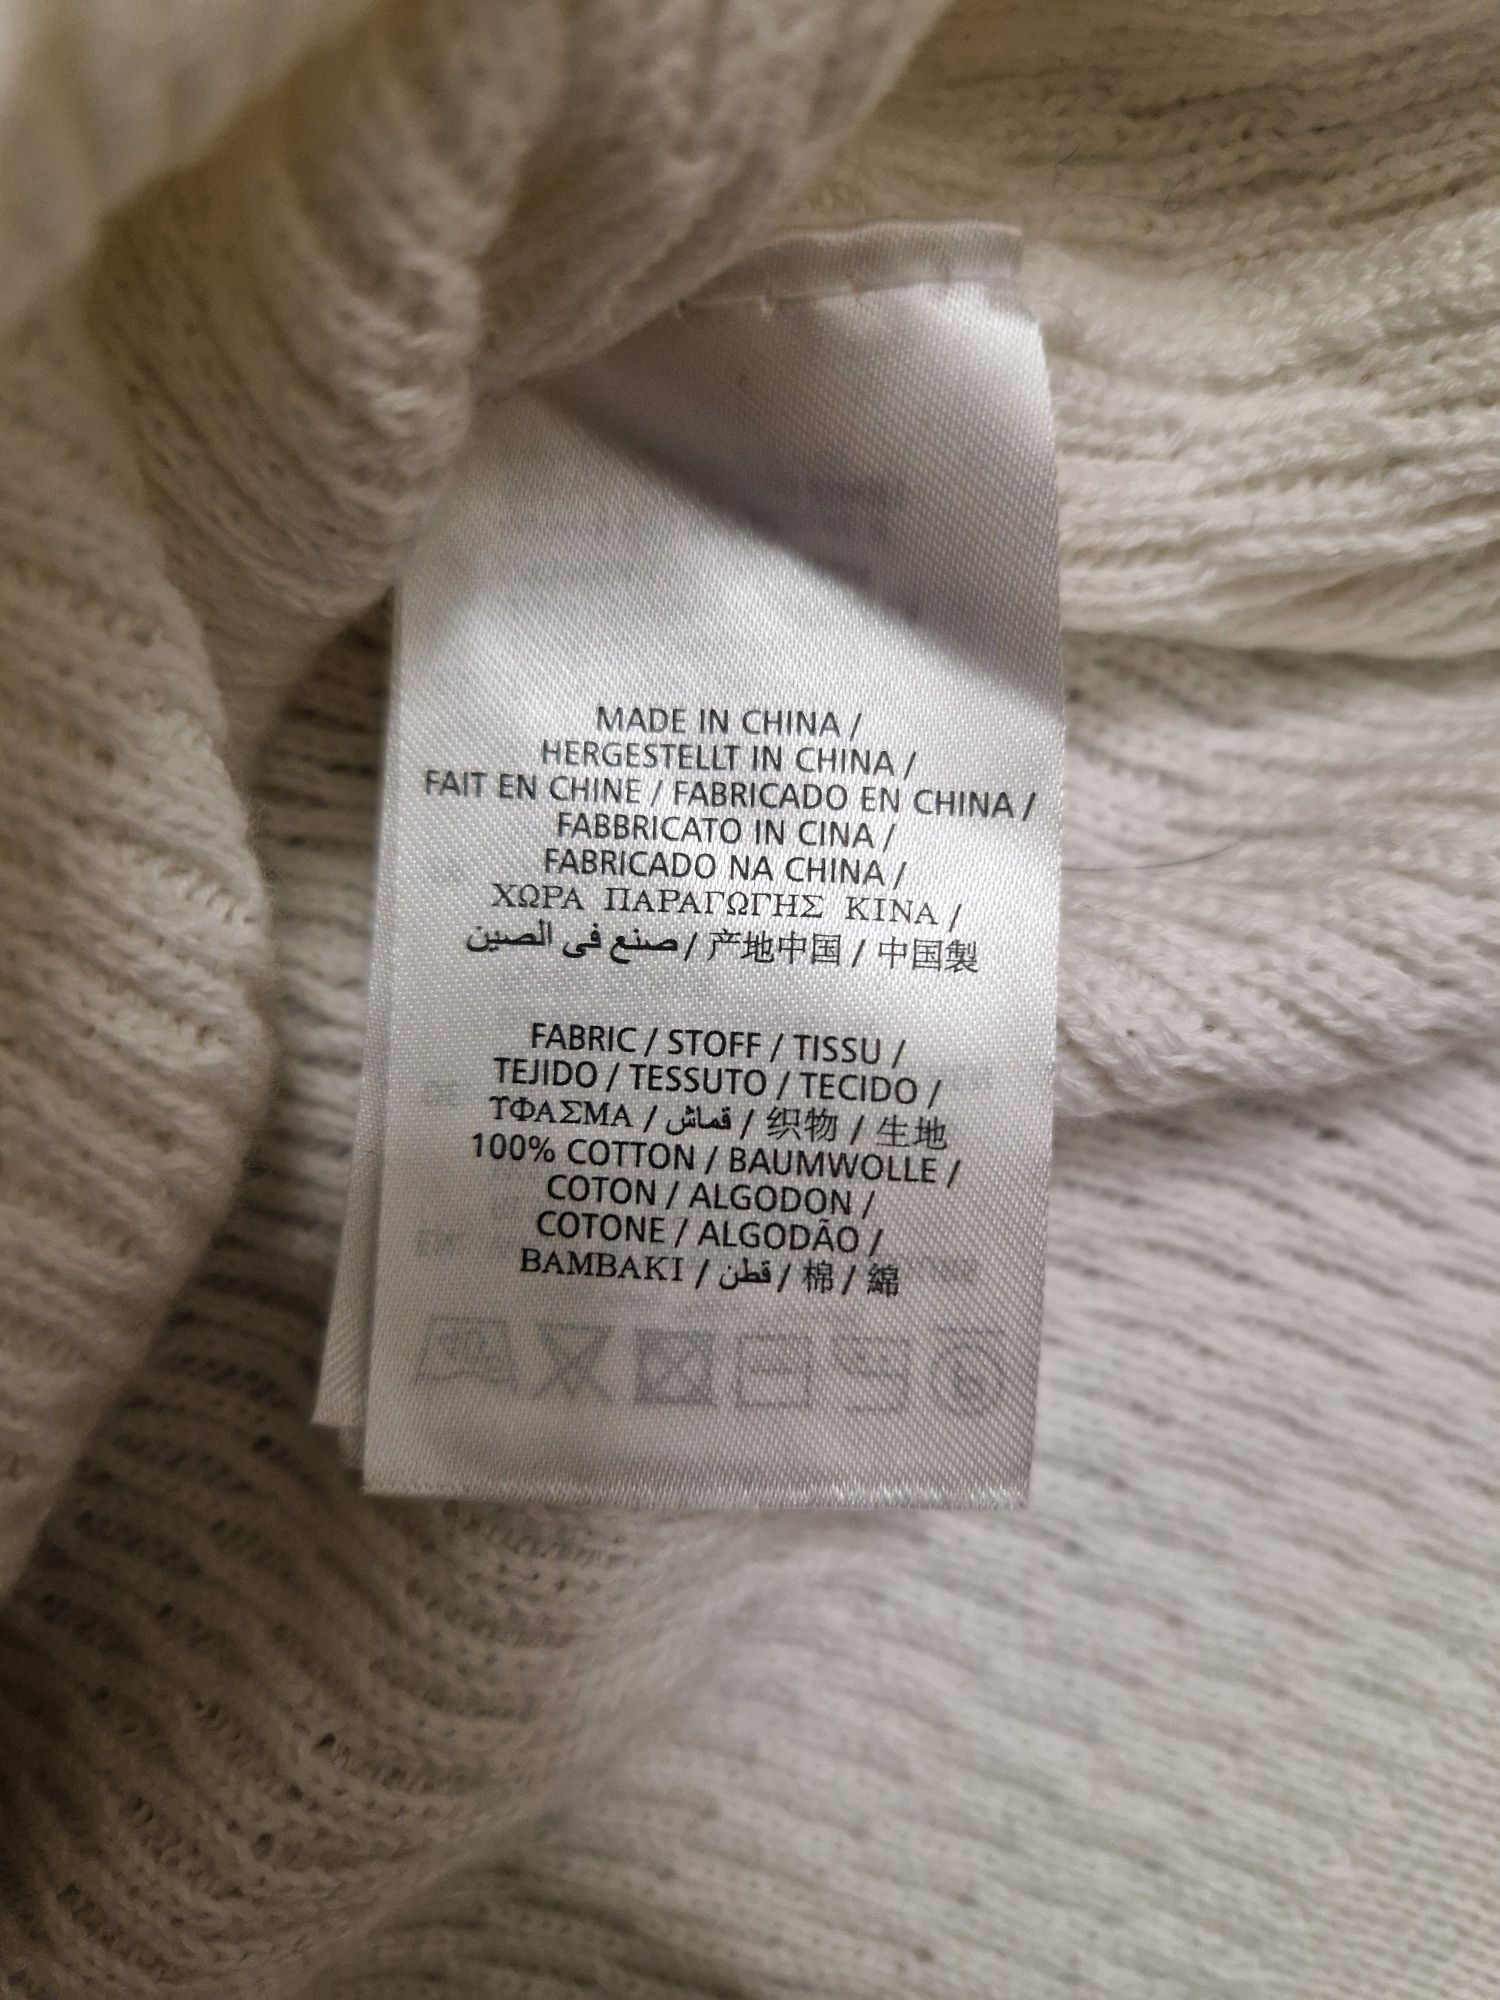 MADE IN CHINA /
HERGESTELLT IN CHINA /
FAIT EN CHINE / FABRICADO EN CHINA /
FABBRICATO IN CINA /
FABRICADO NA CHINA /
ΧΩΡΑ ΠΑΡΑΓΩΓΗΣ ΚΙΝΑ /
صنع فى الصين / 产地中国 / 中国製
FABRIC / STOFF / TISSU /
TEJIDO / TESSUTO / TECIDO /
ΤΦΑΣΜΑ / قماش / 织物 / 生地
100% COTTON / BAUMWOLLE /
COTON / ALGODON /
COTONE / ALGODÃO /
BAMBAKI / قطن / 棉 / 綿